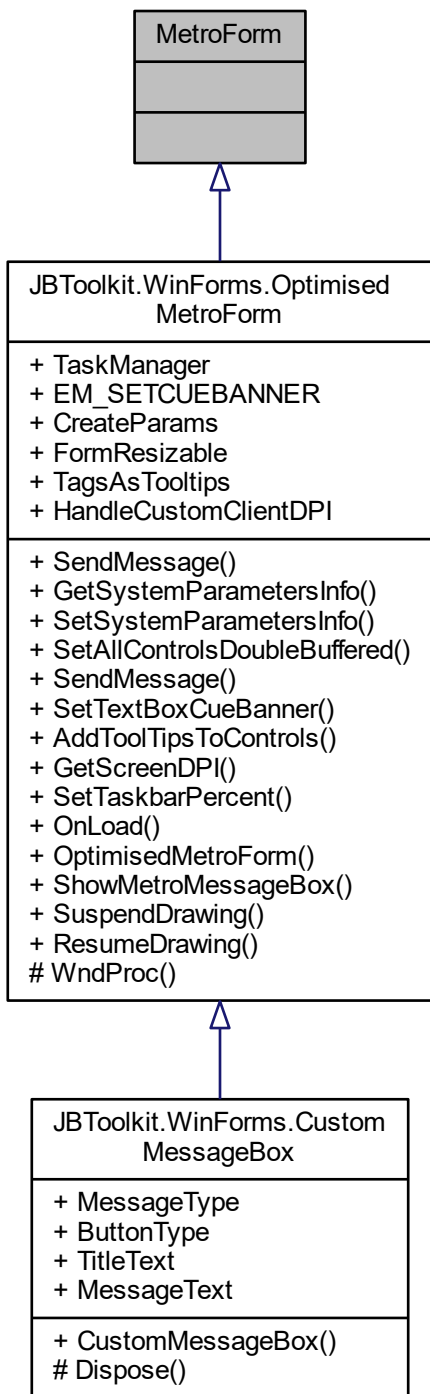 MetroForm
JBToolkit.WinForms.Optimised
MetroForm
+ TaskManager
+ EM_SETCUEBANNER
+ CreateParams
+ FormResizable
+ TagsAsTooltips
+ HandleCustomClientDPI
+ SendMessage()
+ GetSystemParametersInfo()
+ SetSystemParametersInfo()
+ SetAllControlsDoubleBuffered()
+ SendMessage()
+ SetTextBoxCueBanner()
+ AddToolTipsToControls()
+ GetScreenDPI()
+ SetTaskbarPercent()
+ OnLoad()
+ OptimisedMetroForm()
+ ShowMetroMessageBox()
+ SuspendDrawing()
+ ResumeDrawing()
# WndProc()
JBToolkit.WinForms.Custom
MessageBox
+ MessageType
+ ButtonType
+ TitleText
+ MessageText
+ CustomMessageBox()
# Dispose()